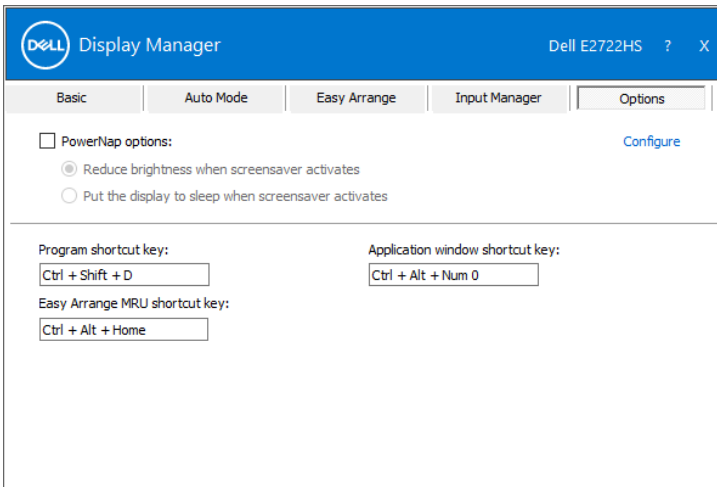 DELL Display Manager Dell E2722HS ? X
Basic Auto Mode Easy Arrange Input Manager Options
PowerNap options: Configure
Reduce brightness when screensaver activates
Put the display to sleep when screensaver activates
Program shortcut key: Application window shortcut key:
Ctrl + Shift + D Ctrl + Alt + Num 0
Easy Arrange MRU shortcut key:
Ctrl + Alt + Home